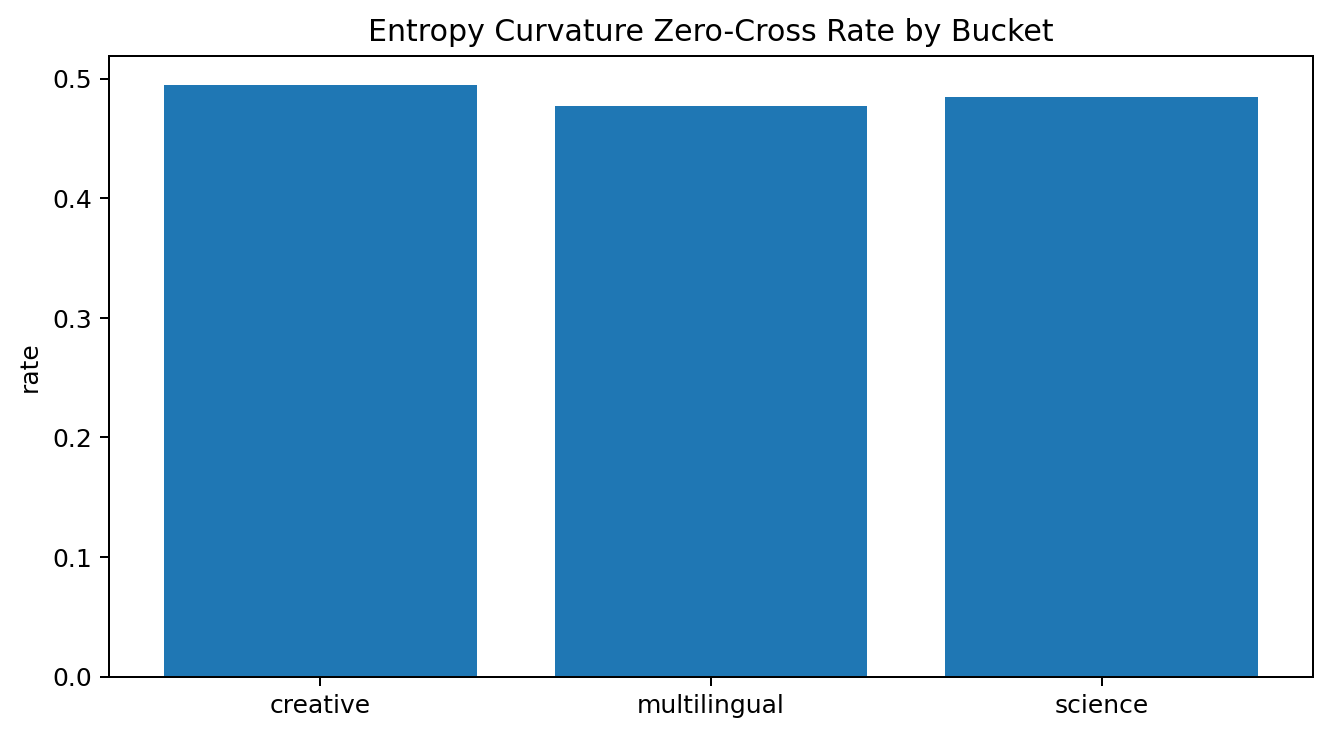 Entropy Curvature Zero-Cross Rate by Bucket
rate
0.5
0.4
0.3
0.2
0.1
0.0
creative
multilingual
science